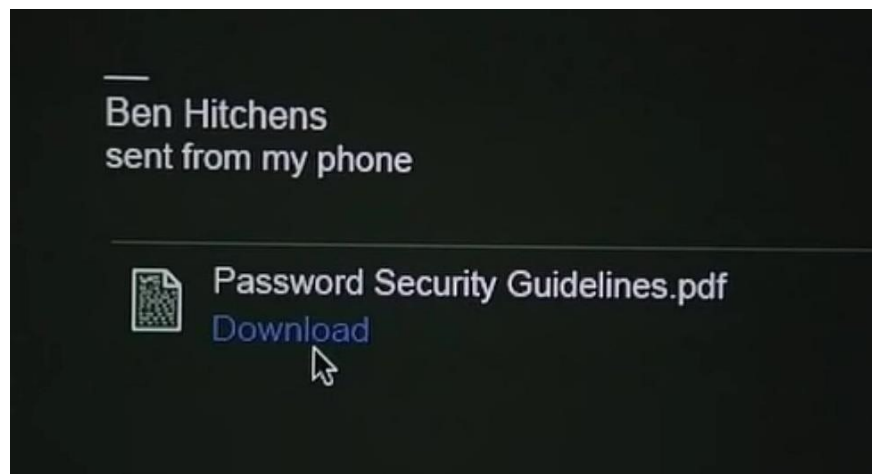 Ben Hitchens
sent from my phone
Password Security Guidelines.pdf
Download